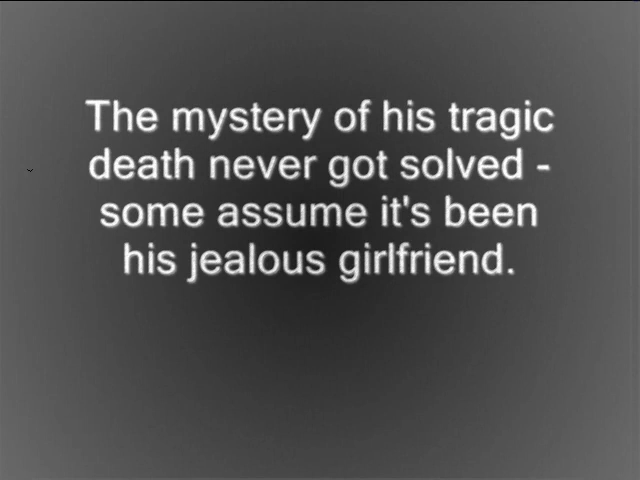 The mystery of his tragic
death never got solved -
some assume it's been
his jealous girlfriend.